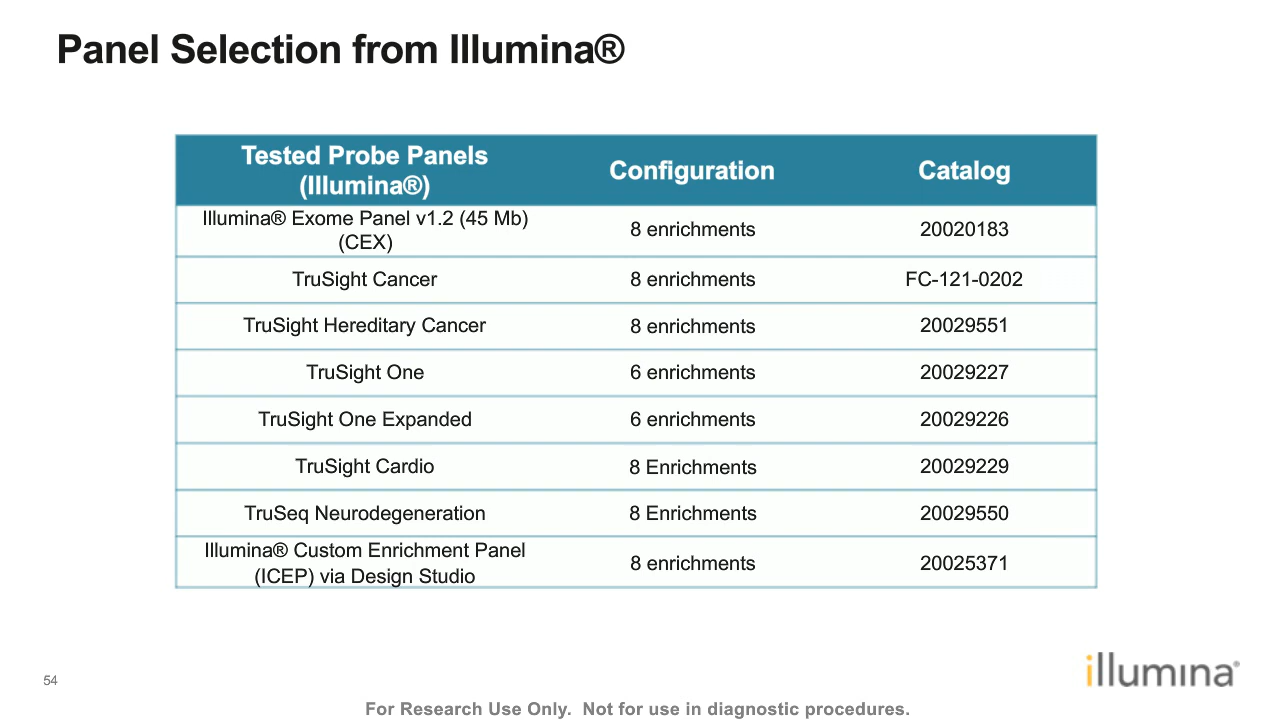 Panel Selection from Illumina®
Tested Probe Panels
(Illumina®)
Configuration
Catalog
Illumina® Exome Panel v1.2 (45 Mb)
(CEX)
8 enrichments
20020183
TruSight Cancer
8 enrichments
FC-121-0202
TruSight Hereditary Cancer
8 enrichments
20029551
TruSight One
6 enrichments
20029227
TruSight One Expanded
6 enrichments
20029226
TruSight Cardio
8 Enrichments
20029229
TruSeq Neurodegeneration
8 Enrichments
20029550
Illumina® Custom Enrichment Panel
(ICEP) via Design Studio
8 enrichments
20025371
54
illumina®
For Research Use Only. Not for use in diagnostic procedures.